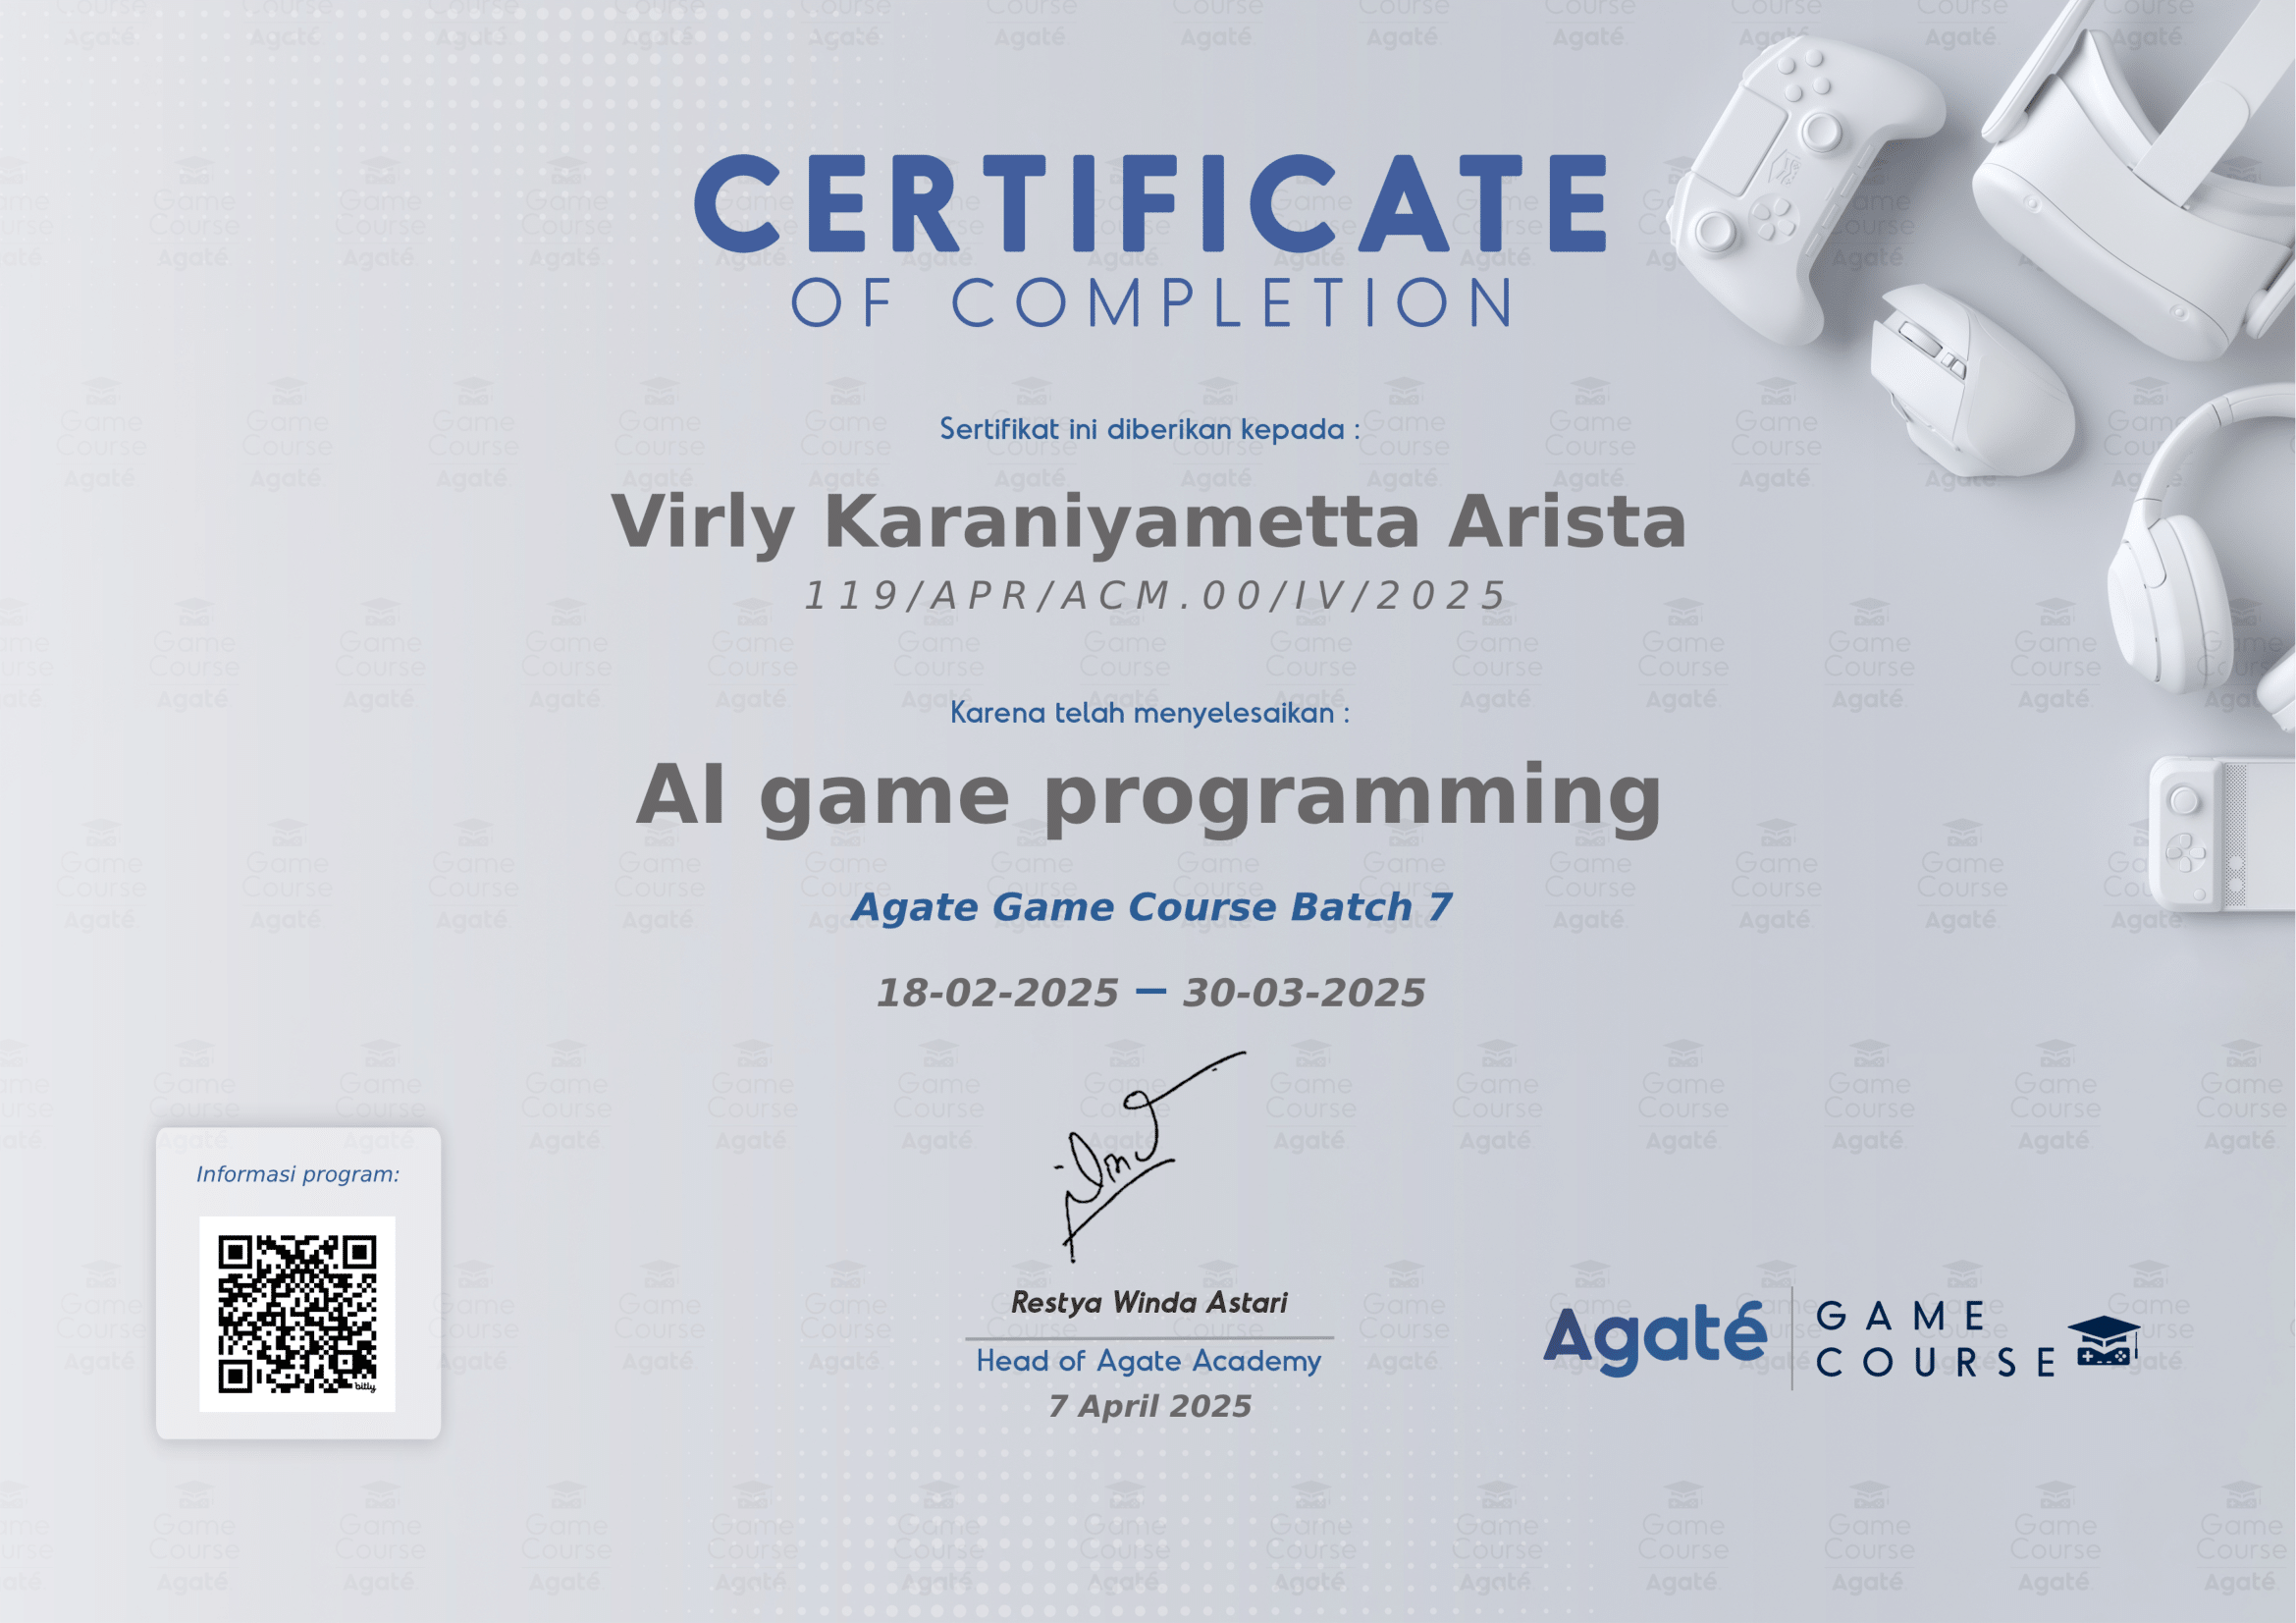 CERTIFICATE
OF COMPLETION
Sertifikat ini diberikan kepada :
Virly Karaniyametta Arista
119/APR/ACM.00/IV/2025
Karena telah menyelesaikan :
AI game programming
Agate Game Course Batch 7
18-02-2025 — 30-03-2025
Informasi program:
bitly
Restya Winda Astari
Head of Agate Academy
7 April 2025
Agaté GAME
COURSE